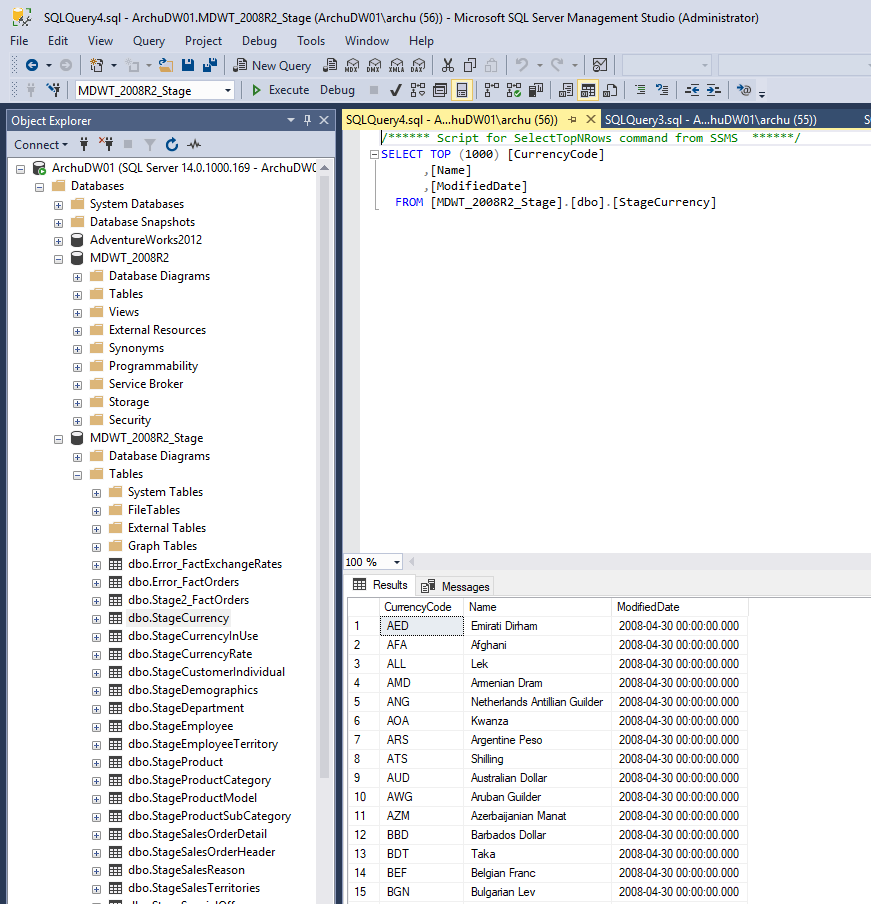 SQLQuery4.sql - ArchuDW01.MDWT_2008R2_Stage (ArchuDW01\archu (56)) - Microsoft SQL Server Management Studio (Administrator)
File Edit View Query Project Debug Tools Window Help
New Query MDX DMX XMLA DAX
MDWT_2008R2_Stage Execute Debug
Object Explorer
SQLQuery4.sql - A...huDW01\archu (56)) SQLQuery3.sql - A...huDW01\archu (55))
Connect
ArchuDW01 (SQL Server 14.0.1000.169 - ArchuDW0
Databases
System Databases
Database Snapshots
AdventureWorks2012
MDWT_2008R2
Database Diagrams
Tables
Views
External Resources
Synonyms
Programmability
Service Broker
Storage
Security
MDWT_2008R2_Stage
Database Diagrams
Tables
System Tables
FileTables
External Tables
Graph Tables
dbo.Error_FactExchangeRates
dbo.Error_FactOrders
dbo.Stage2_FactOrders
dbo.StageCurrency
dbo.StageCurrencyInUse
dbo.StageCurrencyRate
dbo.StageCustomerIndividual
dbo.StageDemographics
dbo.StageDepartment
dbo.StageEmployee
dbo.StageEmployeeTerritory
dbo.StageProduct
dbo.StageProductCategory
dbo.StageProductModel
dbo.StageProductSubCategory
dbo.StageSalesOrderDetail
dbo.StageSalesOrderHeader
dbo.StageSalesReason
dbo.StageSalesTerritories
/****** Script for SelectTopNRows command from SSMS  ******/
SELECT TOP (1000) [CurrencyCode]
,[Name]
,[ModifiedDate]
FROM [MDWT_2008R2_Stage].[dbo].[StageCurrency]
100 %
Results Messages
CurrencyCode Name ModifiedDate
1 AED Emirati Dirham 2008-04-30 00:00:00.000
2 AFA Afghani 2008-04-30 00:00:00.000
3 ALL Lek 2008-04-30 00:00:00.000
4 AMD Armenian Dram 2008-04-30 00:00:00.000
5 ANG Netherlands Antillian Guilder 2008-04-30 00:00:00.000
6 AOA Kwanza 2008-04-30 00:00:00.000
7 ARS Argentine Peso 2008-04-30 00:00:00.000
8 ATS Shilling 2008-04-30 00:00:00.000
9 AUD Australian Dollar 2008-04-30 00:00:00.000
10 AWG Aruban Guilder 2008-04-30 00:00:00.000
11 AZM Azerbaijanian Manat 2008-04-30 00:00:00.000
12 BBD Barbados Dollar 2008-04-30 00:00:00.000
13 BDT Taka 2008-04-30 00:00:00.000
14 BEF Belgian Franc 2008-04-30 00:00:00.000
15 BGN Bulgarian Lev 2008-04-30 00:00:00.000